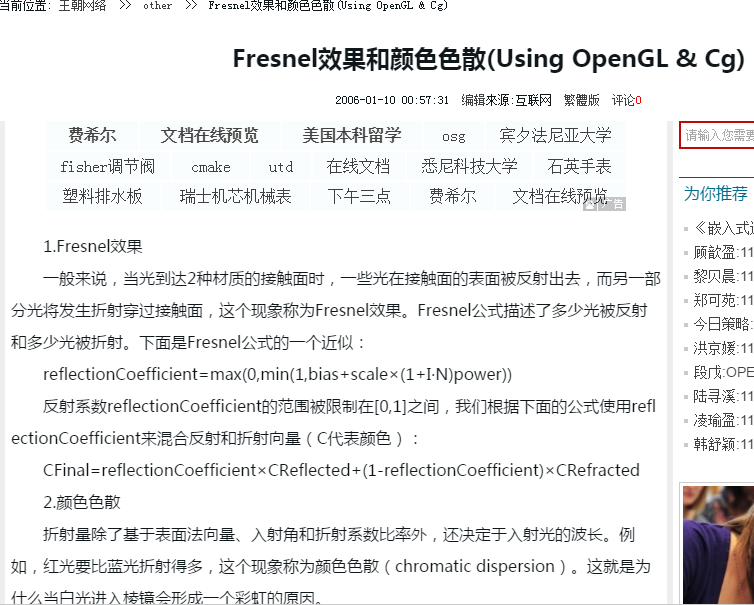 当前位置: 王朝网络 >> other >> Fresnel效果和颜色色散(Using OpenGL & Cg)
Fresnel效果和颜色色散(Using OpenGL & Cg)
2006-01-10 00:57:31 编辑来源:互联网 繁體版 评论0
费希尔 文档在线预览 美国本科留学 osg 宾夕法尼亚大学
fisher调节阀 cmake utd 在线文档 悉尼科技大学 石英手表
塑料排水板 瑞士机芯机械表 下午三点 费希尔 文档在线预览
广告
请输入您需要
为你推荐
《嵌入式
顾歆盈:11
黎贝晨:11
郑可苑:11
今日策略:
洪京媛:11
段戊:OPE
陆寻溪:11
凌瑜盈:11
韩舒颖:11
1.Fresnel效果
一般来说，当光到达2种材质的接触面时，一些光在接触面的表面被反射出去，而另一部
分光将发生折射穿过接触面，这个现象称为Fresnel效果。Fresnel公式描述了多少光被反射
和多少光被折射。下面是Fresnel公式的一个近似：
reflectionCoefficient=max(0,min(1,bias+scale×(1+I·N)power))
反射系数reflectionCoefficient的范围被限制在[0,1]之间，我们根据下面的公式使用refl
ectionCoefficient来混合反射和折射向量（C代表颜色）：
CFinal=reflectionCoefficient×CReflected+(1-reflectionCoefficient)×CRefracted
2.颜色色散
折射量除了基于表面法向量、入射角和折射系数比率外，还决定于入射光的波长。例
如，红光要比蓝光折射得多，这个现象称为颜色色散（chromatic dispersion）。这就是为
什么当白光进入棱镜会形成一个彩虹的原因。